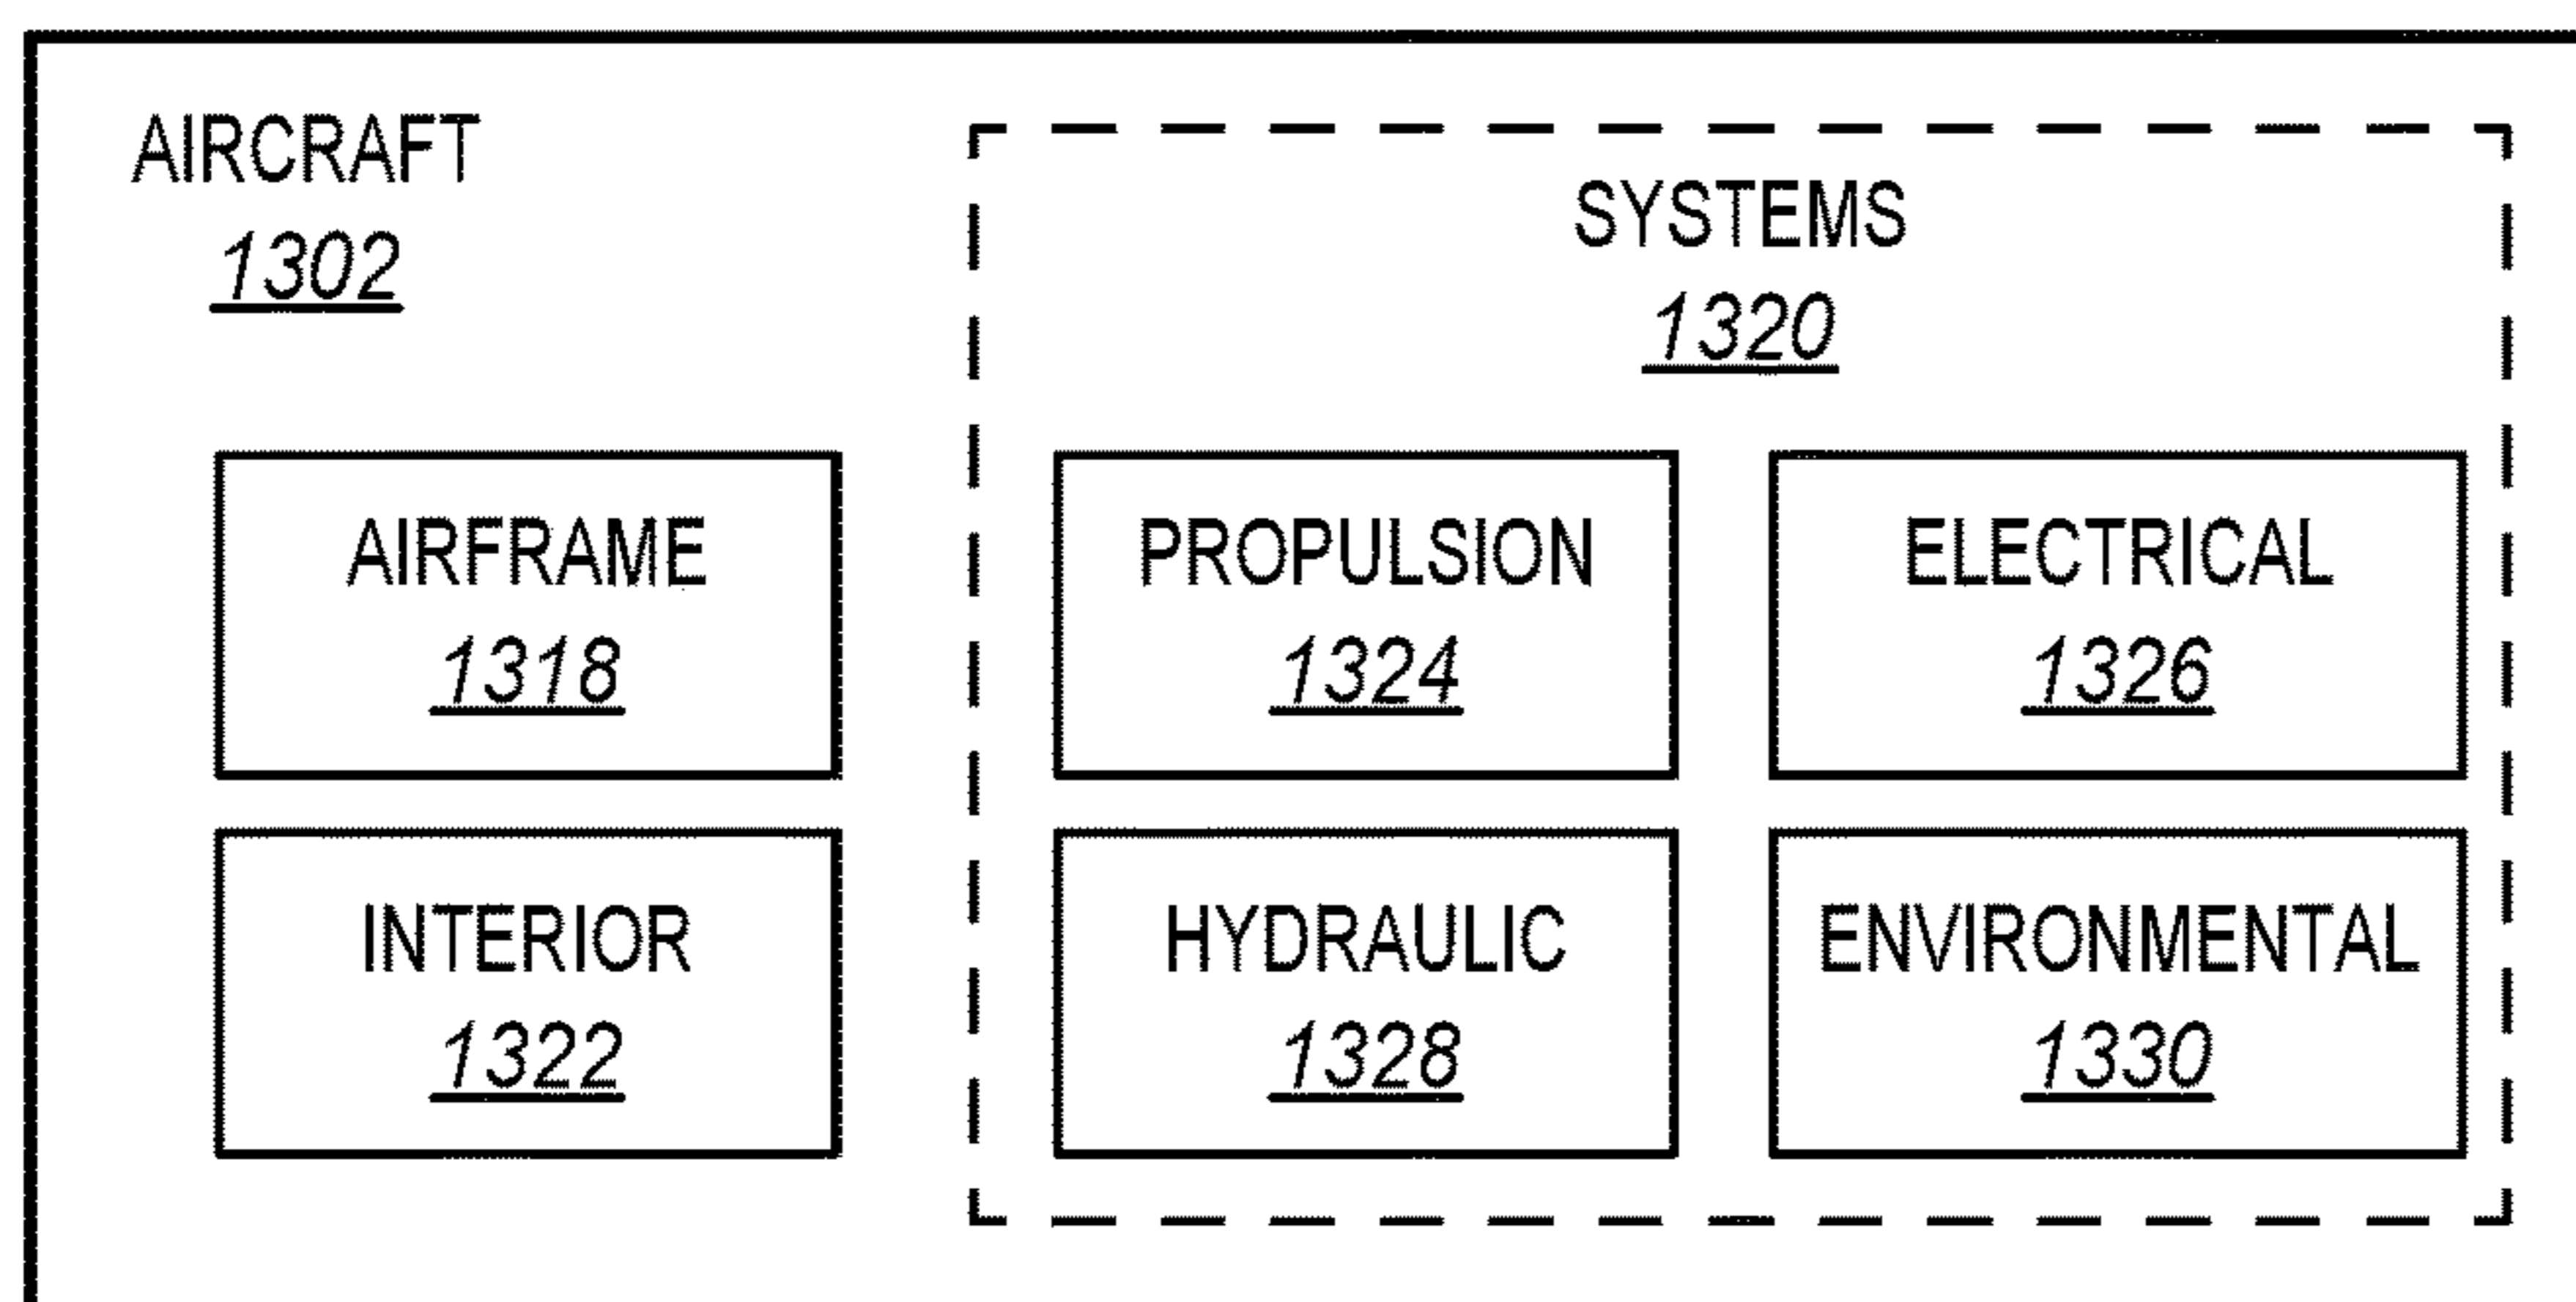 AIRCRAFT
1302
SYSTEMS
1320
AIRFRAME
1318
PROPULSION
1324
ELECTRICAL
1326
INTERIOR
1322
HYDRAULIC
1328
ENVIRONMENTAL
1330